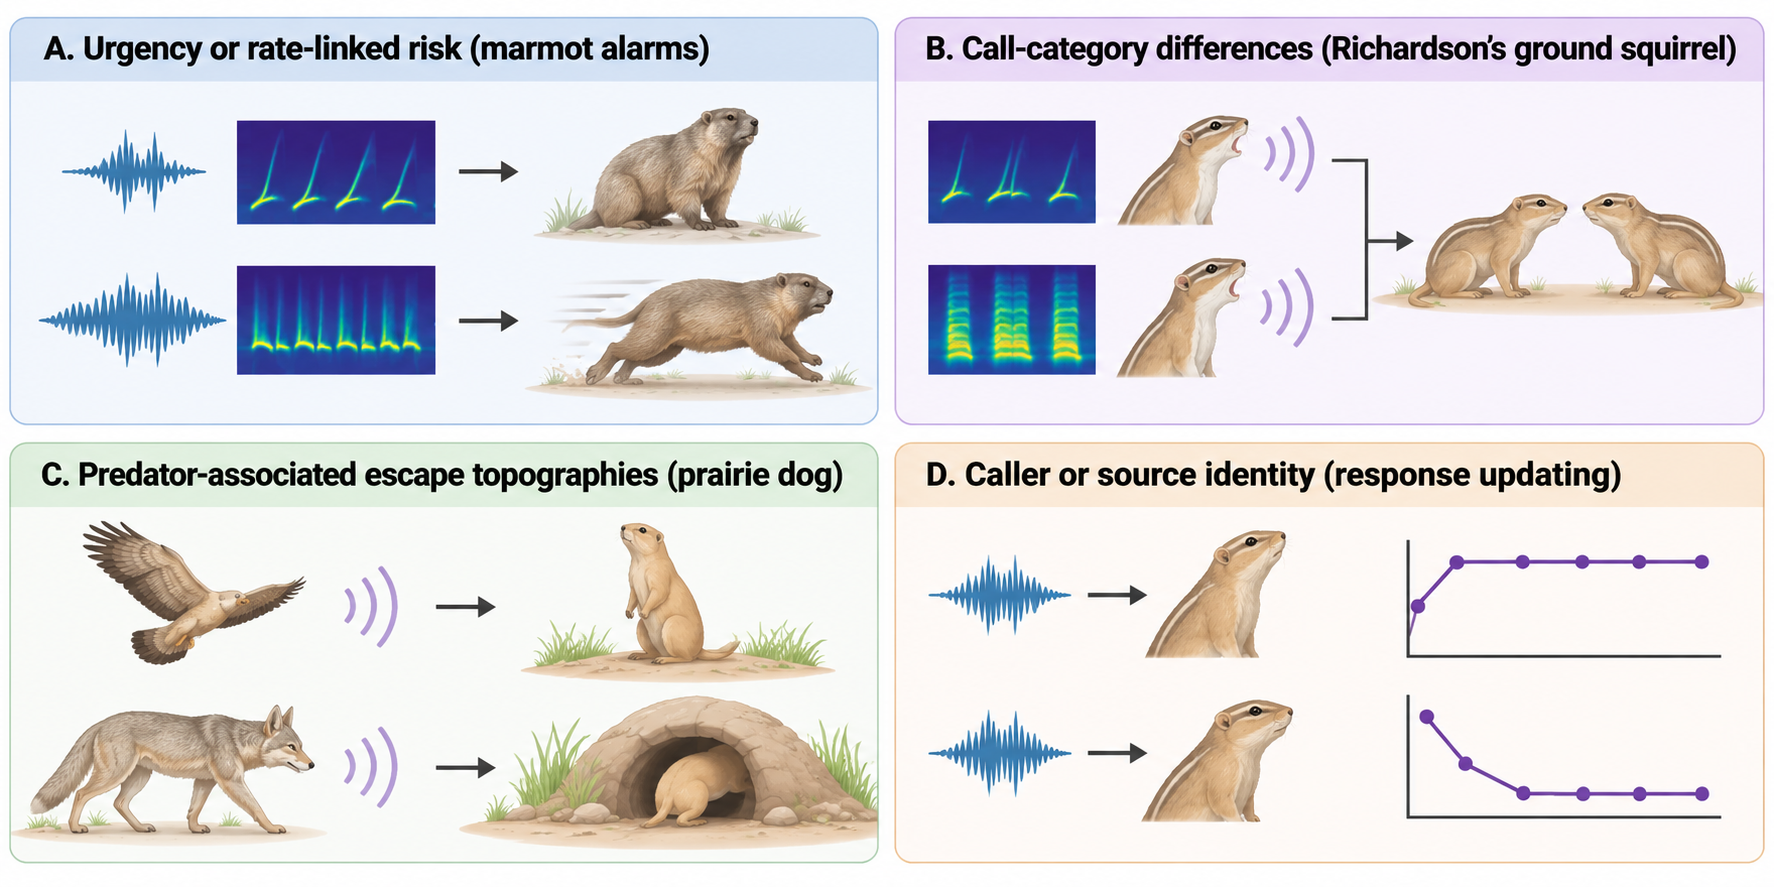 A. Urgency or rate-linked risk (marmot alarms)
B. Call-category differences (Richardson's ground squirrel)
C. Predator-associated escape topographies (prairie dog)
D. Caller or source identity (response updating)